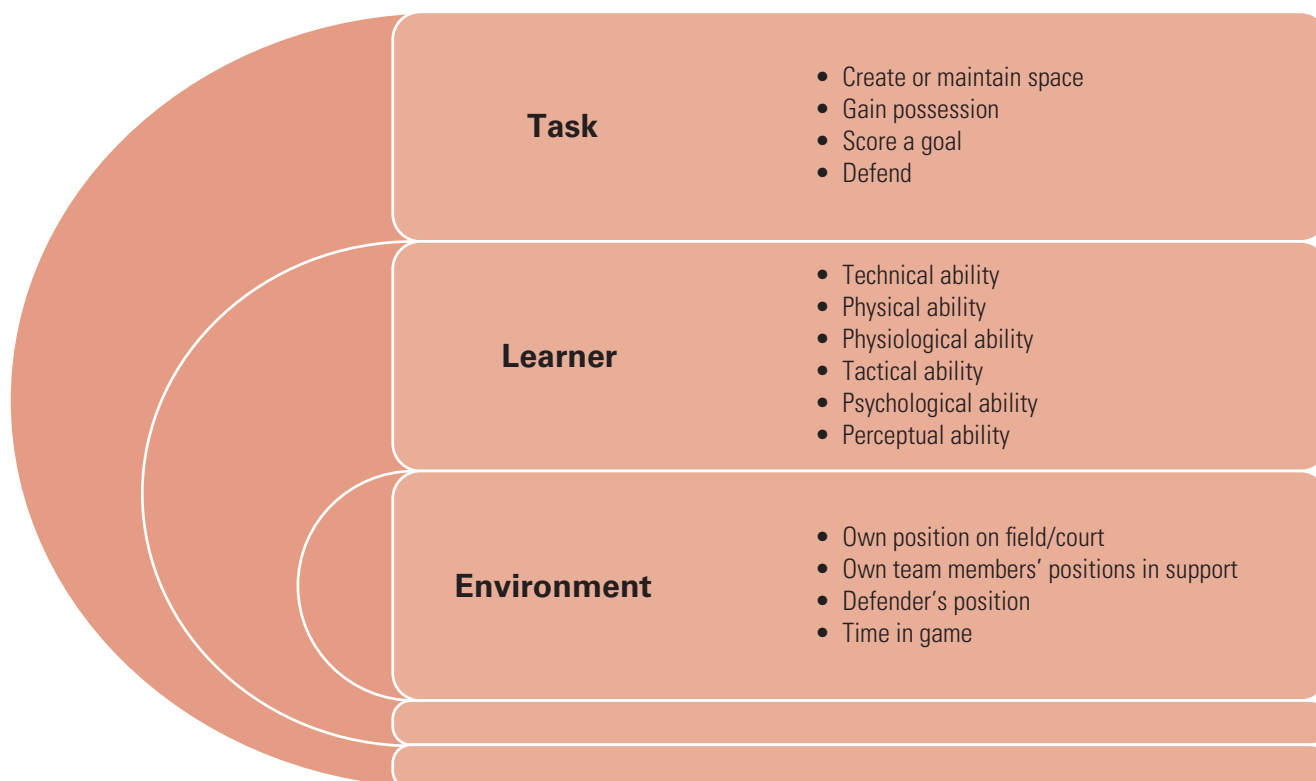 Task
• Create or maintain space
• Gain possession
• Score a goal
• Defend
Learner
• Technical ability
• Physical ability
• Physiological ability
• Tactical ability
• Psychological ability
• Perceptual ability
Environment
• Own position on field/court
• Own team members’ positions in support
• Defender’s position
• Time in game